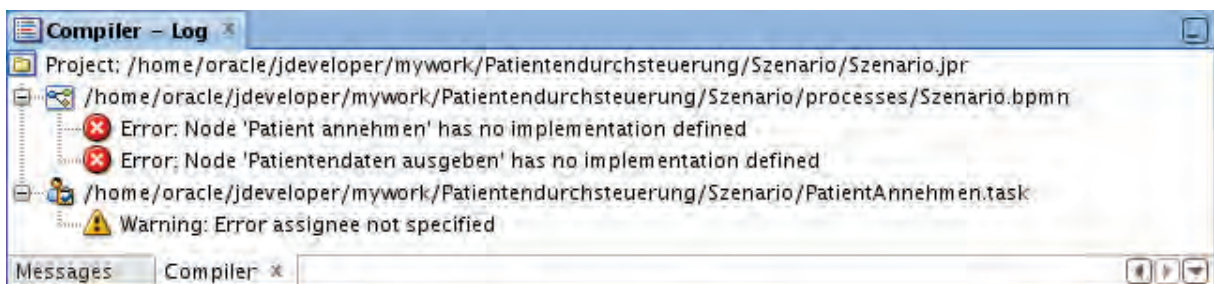 Compiler – Log
Project: /home/oracle/jdeveloper/mywork/Patientendurchsteuerung/Szenario/Szenario.jpr
/home/oracle/jdeveloper/mywork/Patientendurchsteuerung/Szenario/processes/Szenario.bpmn
Error: Node 'Patient annehmen' has no implementation defined
Error: Node 'Patientendaten ausgeben' has no implementation defined
/home/oracle/jdeveloper/mywork/Patientendurchsteuerung/Szenario/PatientAnnehmen.task
Warning: Error assignee not specified
Messages Compiler